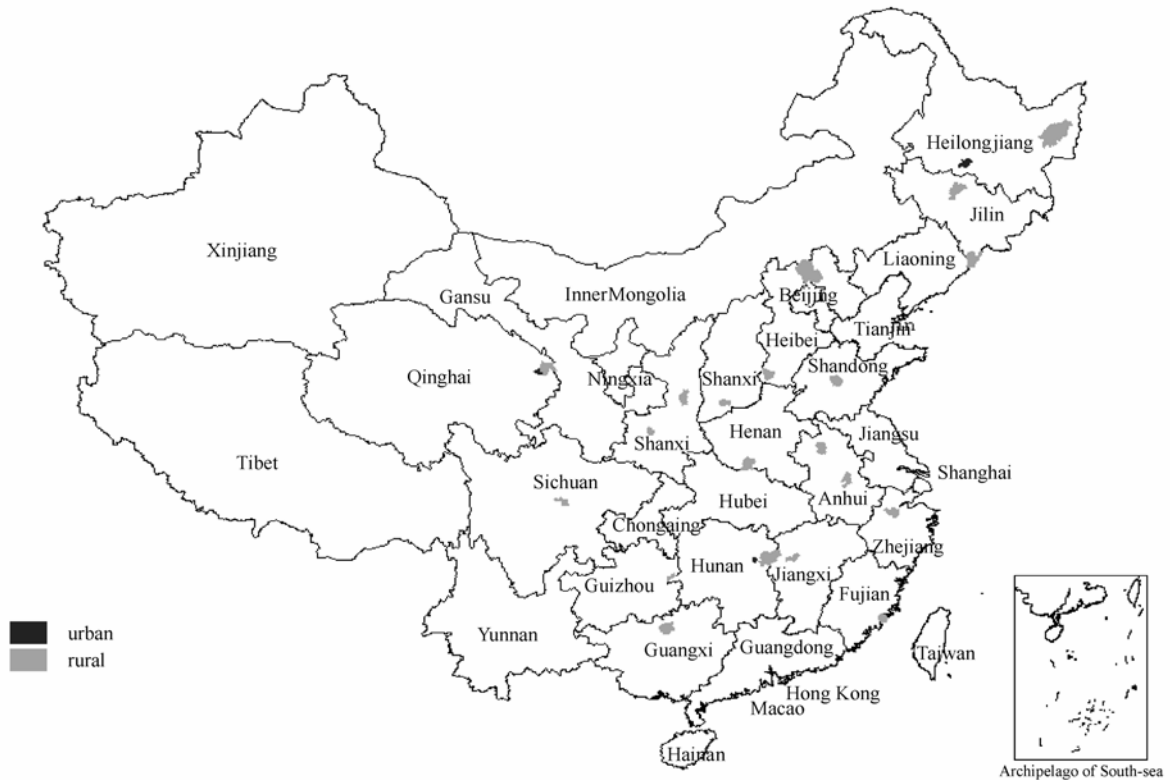 Heilongjiang
Jilin
Xinjiang
Liaoning
Gansu
InnerMongolia
Beijing
Tianjin
Heibei
Shandong
Qinghai
Ningxia
Shanxi
Henan
Jiangsu
Shanxi
Tibet
Shanghai
Sichuan
Hubei
Anhui
Chongaing
Zhejiang
Hunan
Jiangxi
Guizhou
Fujian
urban
Yunnan
Guangxi
Guangdong
Taiwan
rural
Hong Kong
Macao
Hainan
Archipelago of South-sea